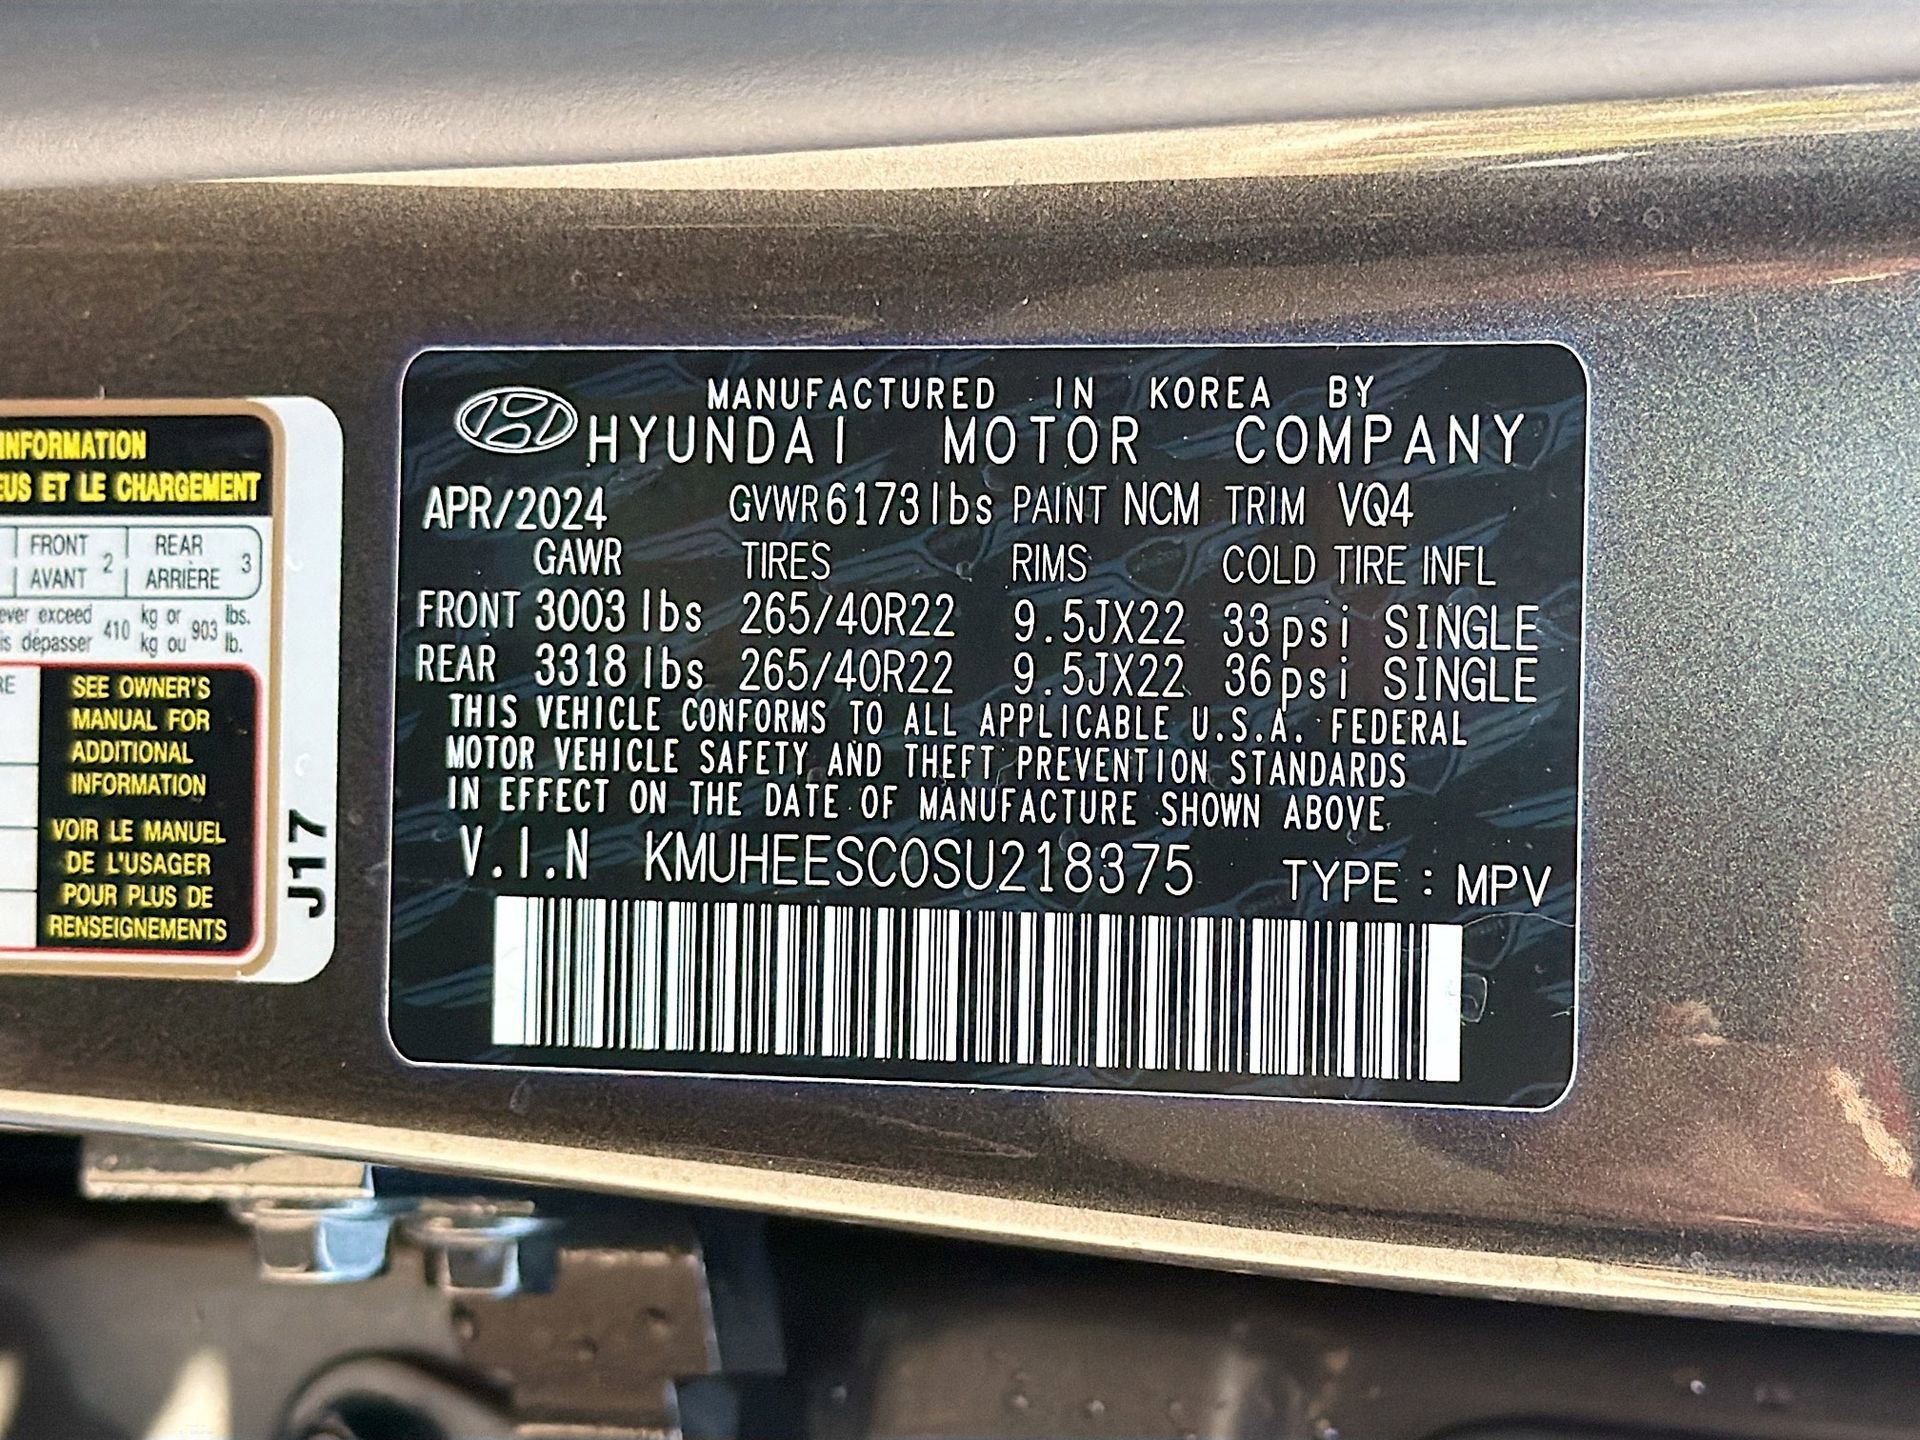 INFORMATION
EUS ET LE CHARGEMENT
FRONT 2 REAR 3
AVANT ARRIÈRE
ever exceed 410 kg or 903 lbs.
is dépasser kg ou lb.
RE
SEE OWNER'S
MANUAL FOR
ADDITIONAL
INFORMATION
VOIR LE MANUEL
DE L'USAGER
POUR PLUS DE
RENSEIGNEMENTS
J17
MANUFACTURED IN KOREA BY
HYUNDAI MOTOR COMPANY
APR/2024 GVWR 6173 lbs PAINT NCM TRIM VQ4
GAWR TIRES RIMS COLD TIRE INFL
FRONT 3003 lbs 265/40R22 9.5JX22 33 psi SINGLE
REAR 3318 lbs 265/40R22 9.5JX22 36 psi SINGLE
THIS VEHICLE CONFORMS TO ALL APPLICABLE U.S.A. FEDERAL
MOTOR VEHICLE SAFETY AND THEFT PREVENTION STANDARDS
IN EFFECT ON THE DATE OF MANUFACTURE SHOWN ABOVE.
V.I.N KMUHEESC0SU218375 TYPE : MPV